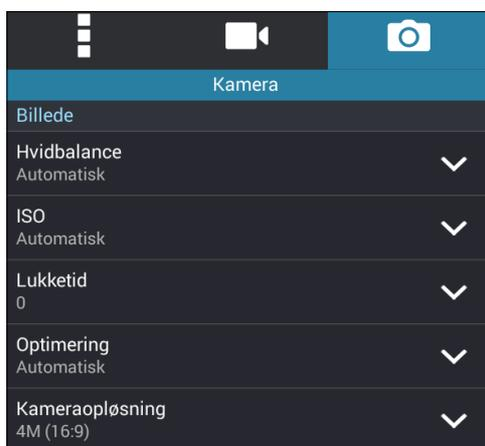 Kamera
Billede
Hvidbalance
Automatisk
ISO
Automatisk
Lukketid
0
Optimering
Automatisk
Kameraopløsning
4M (16:9)